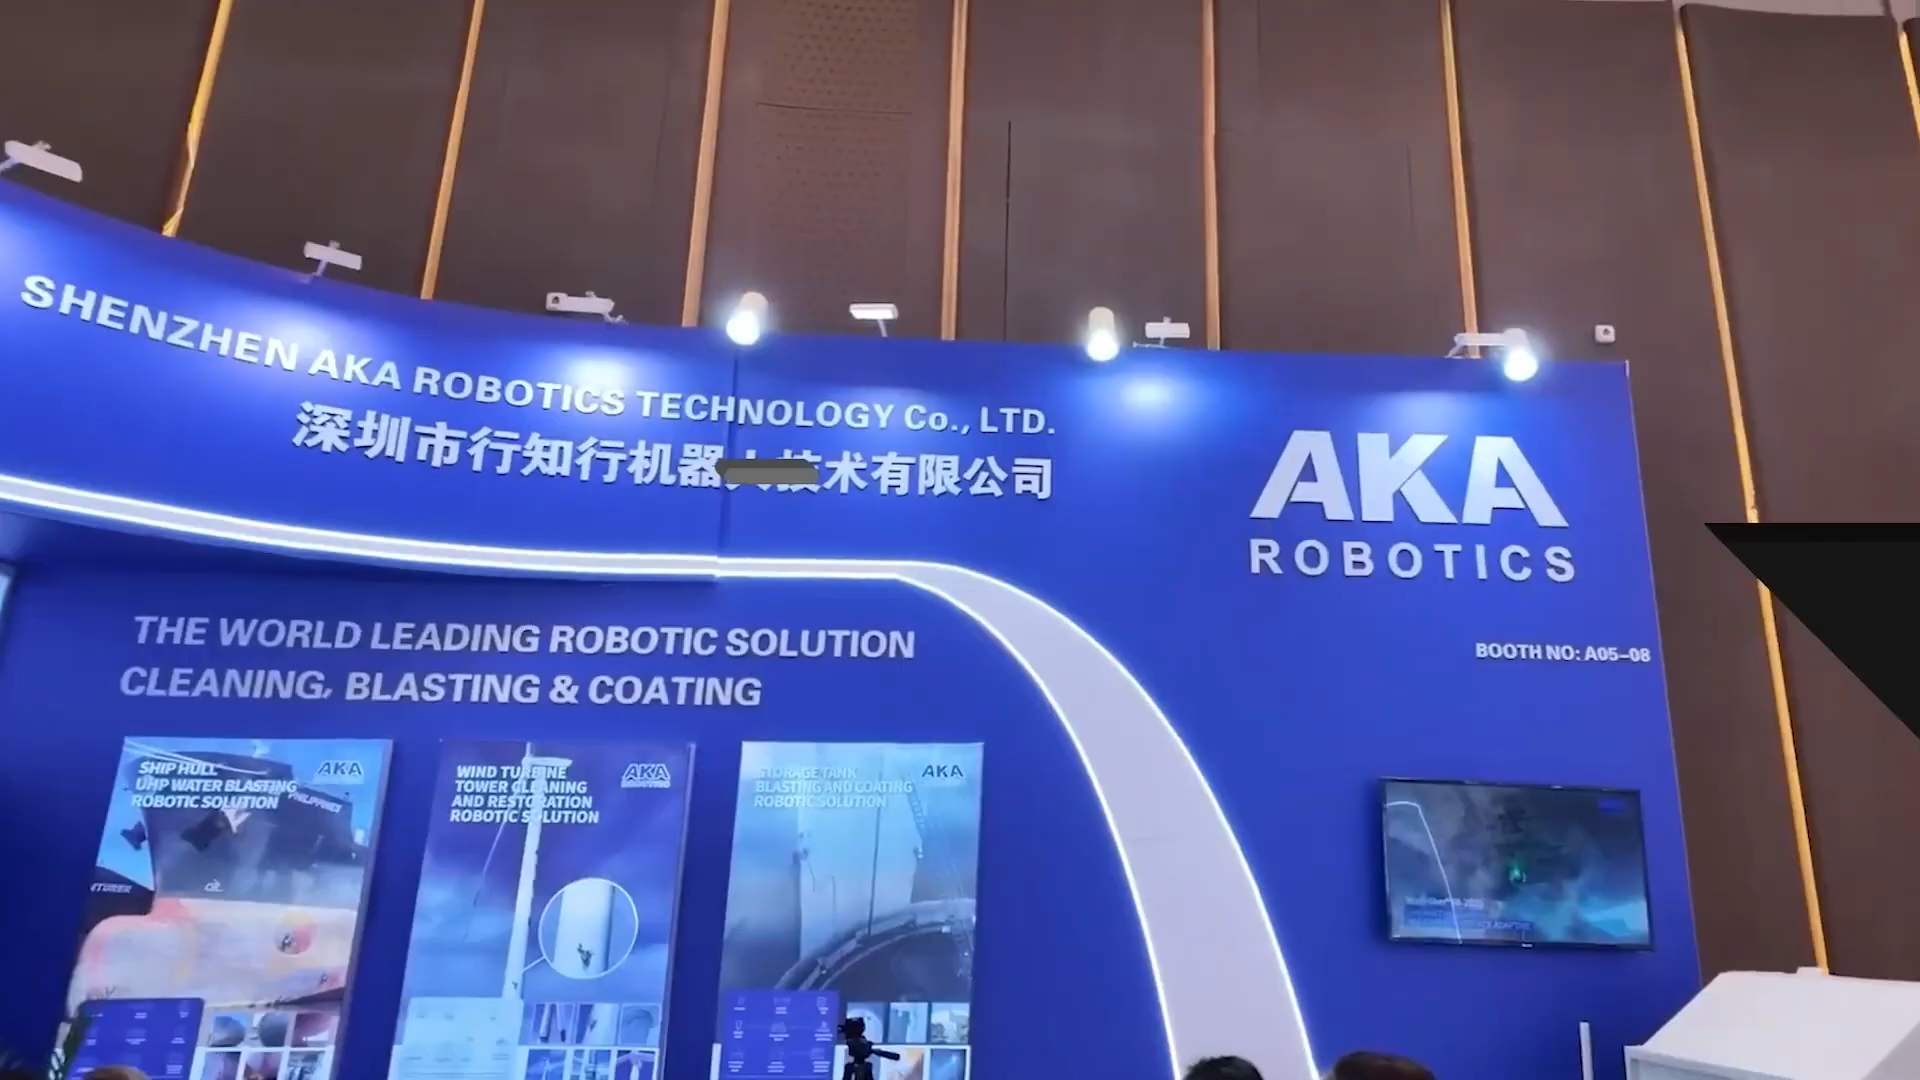 SHENZHEN AKA ROBOTICS TECHNOLOGY Co., LTD.
深圳市行知行机器人技术有限公司
AKA
ROBOTICS
BOOTH NO: A05-08
THE WORLD LEADING ROBOTIC SOLUTION
CLEANING, BLASTING & COATING
SHIP HULL
UHP WATER BLASTING
ROBOTIC SOLUTION
AKA
PHILIPPINES
WIND TURBINE
TOWER CLEANING
AND RESTORATION
ROBOTIC SOLUTION
AKA
STORAGE TANK
BLASTING AND COATING
ROBOTIC SOLUTION
AKA